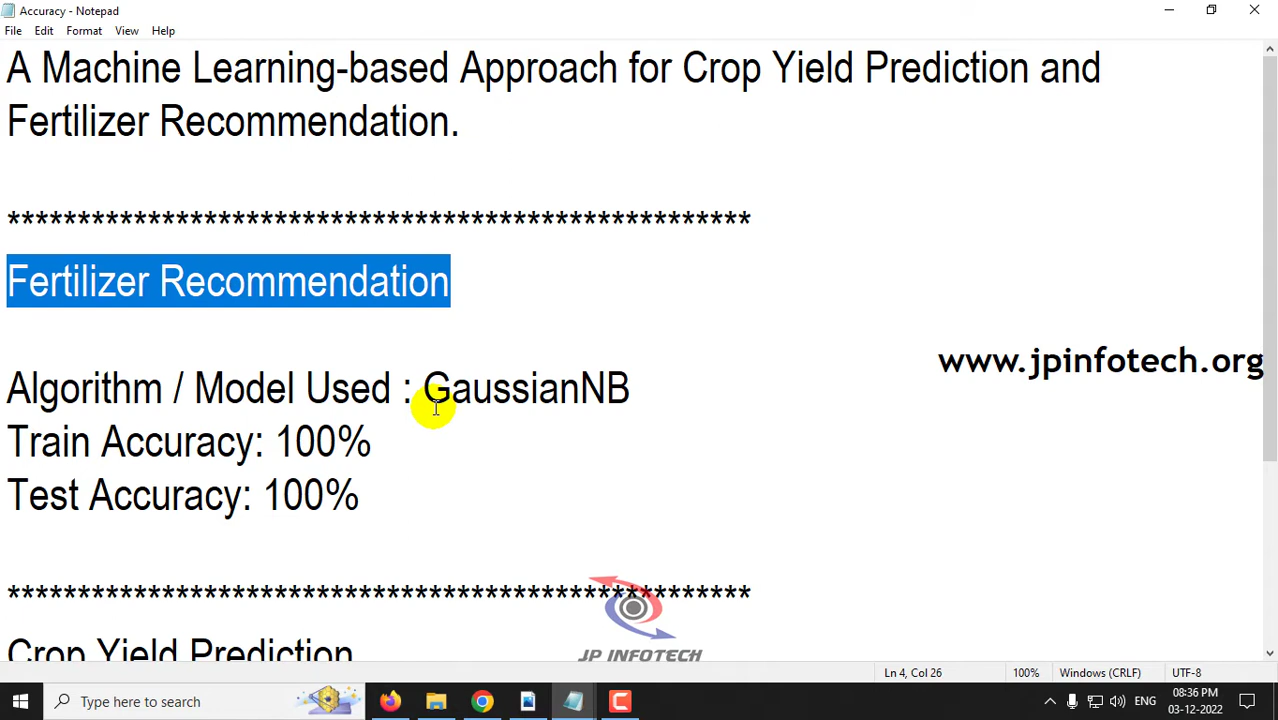 Accuracy - Notepad
File Edit Format View Help
A Machine Learning-based Approach for Crop Yield Prediction and
Fertilizer Recommendation.
****************************************************
Fertilizer Recommendation
www.jpinfotech.org
Algorithm / Model Used : GaussianNB
Train Accuracy: 100%
Test Accuracy: 100%
****************************************************
Crop Yield Prediction
JP INFOTECH
Ln 4, Col 26 100% Windows (CRLF) UTF-8
Type here to search
ENG
08:36 PM
03-12-2022